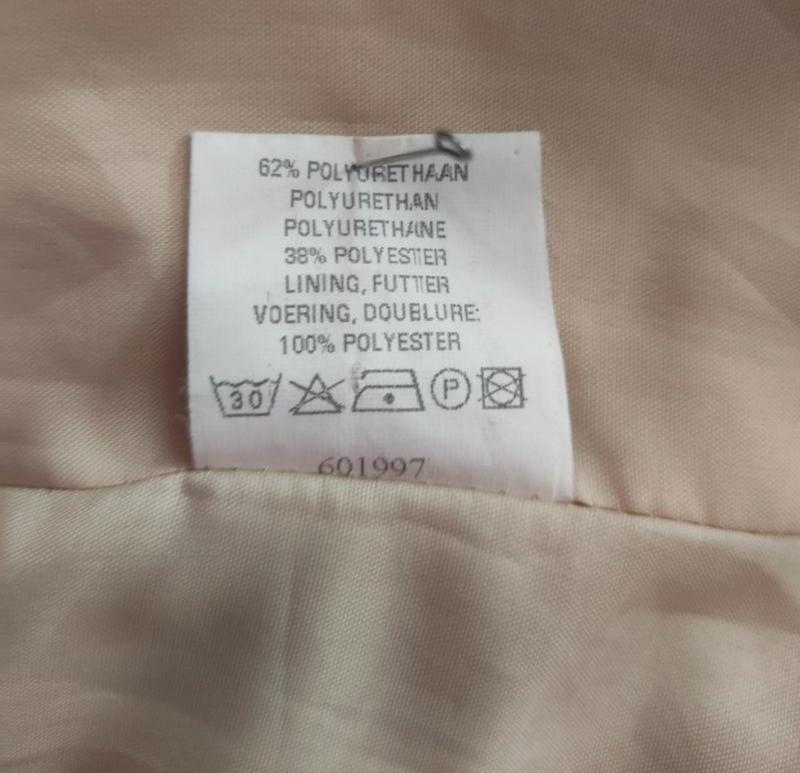 62% POLYURETHAAN
POLYURETHAN
POLYURETHANE
38% POLYESTER
LINING, FUTTER
VOERING, DOUBLURE:
100% POLYESTER
30 P
601997